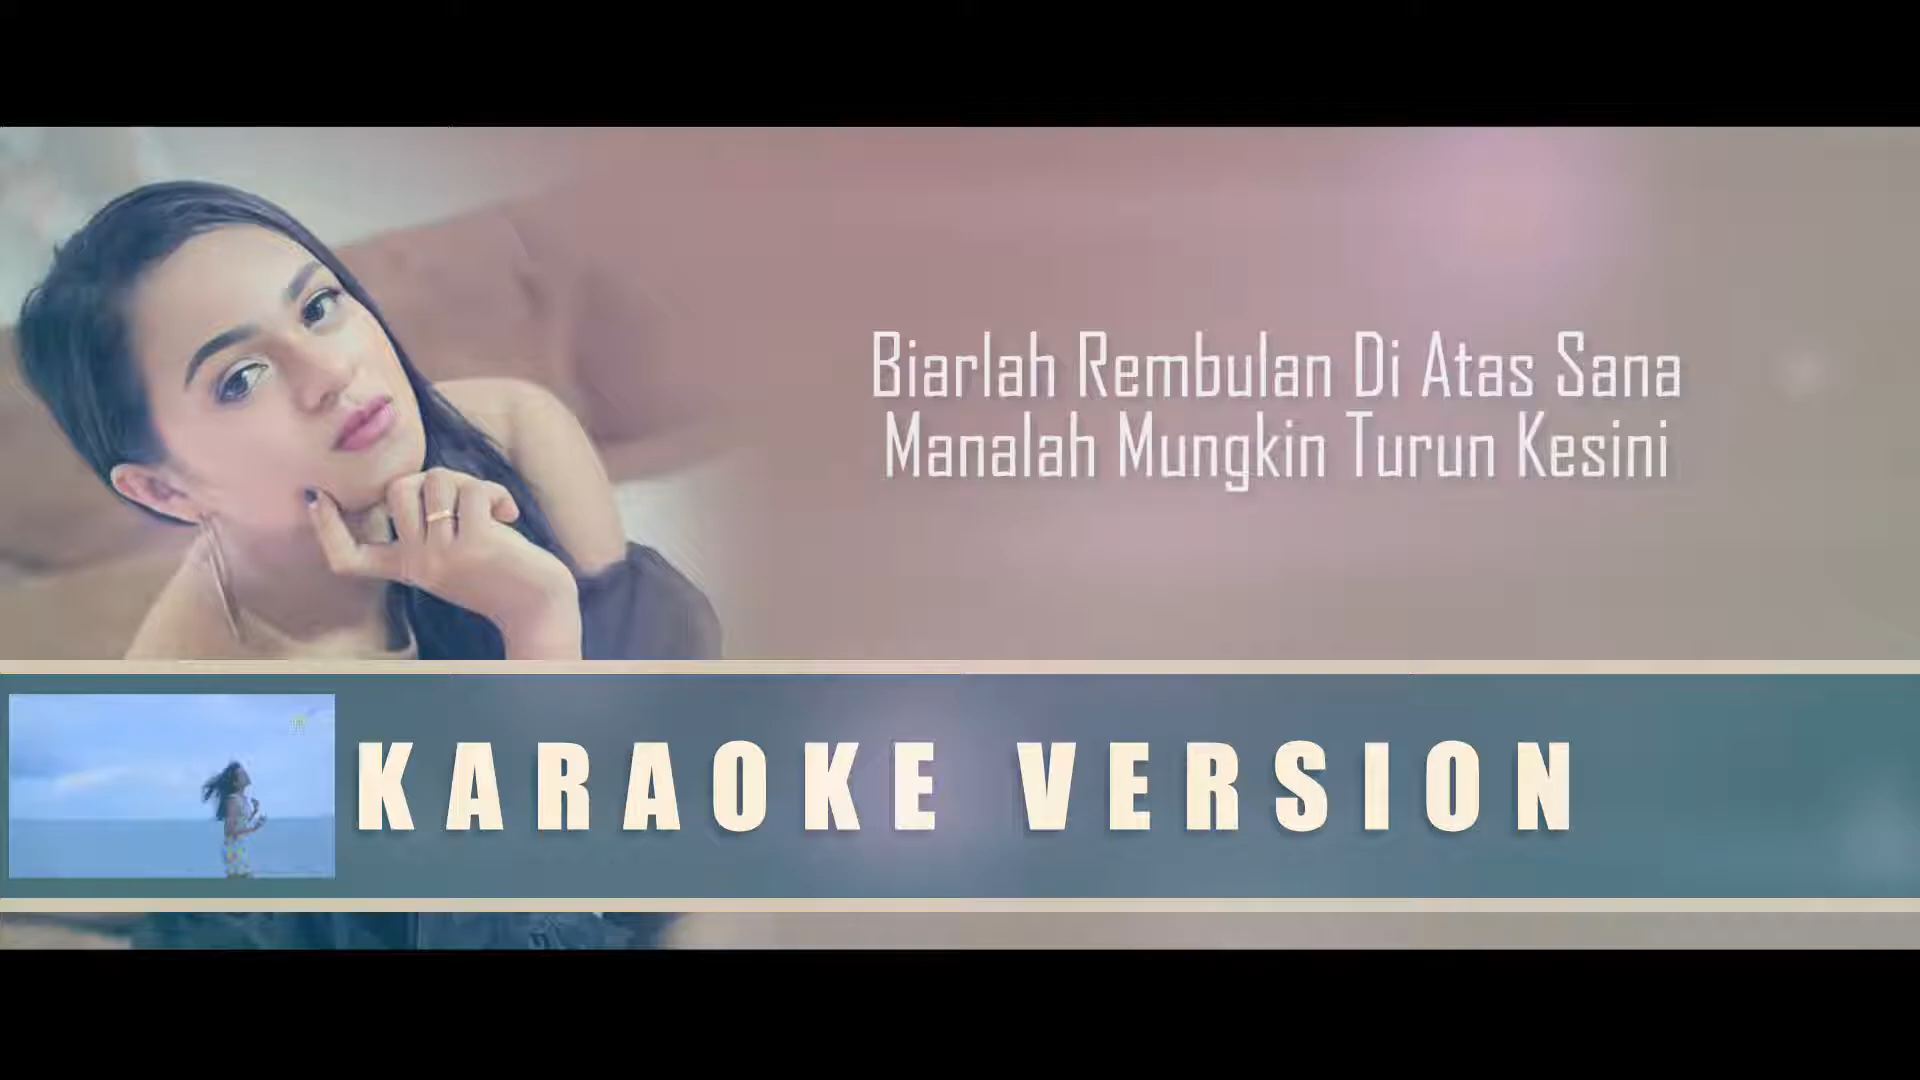 Biarlah Rembulan Di Atas Sana
Manalah Mungkin Turun Kesini
KARAOKE VERSION